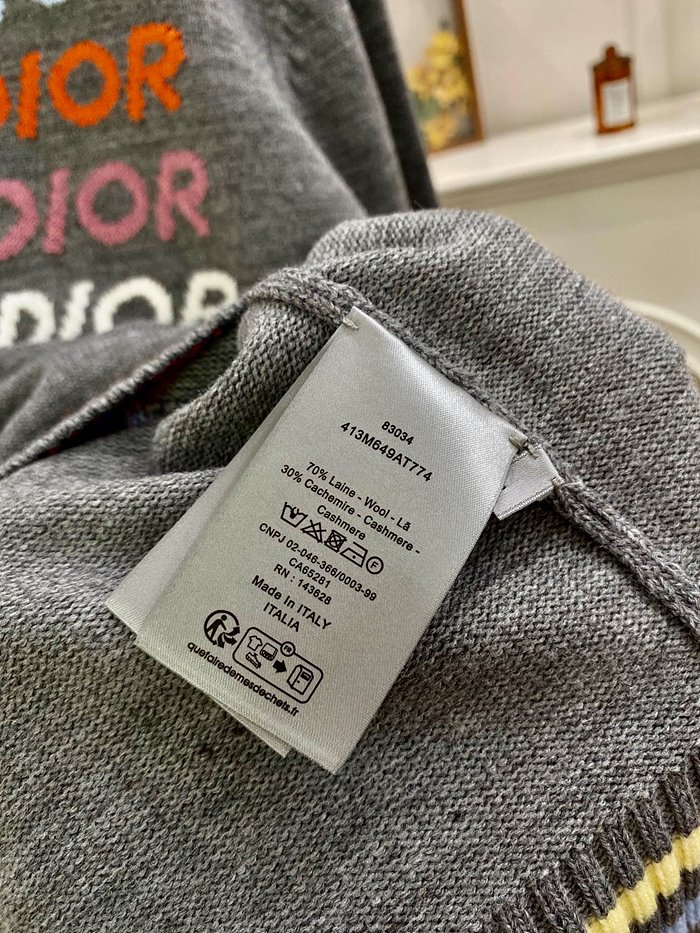 DIOR
DIOR
DIOR
83034
413M649AT774
70% Laine - Wool - Lã
30% Cachemire - Cashmere -
Cashmere
F
CNPJ 02-046-366/0003-99
CA65281
RN : 143628
Made In ITALY
ITALIA
FR
quefairedemesdechets.fr